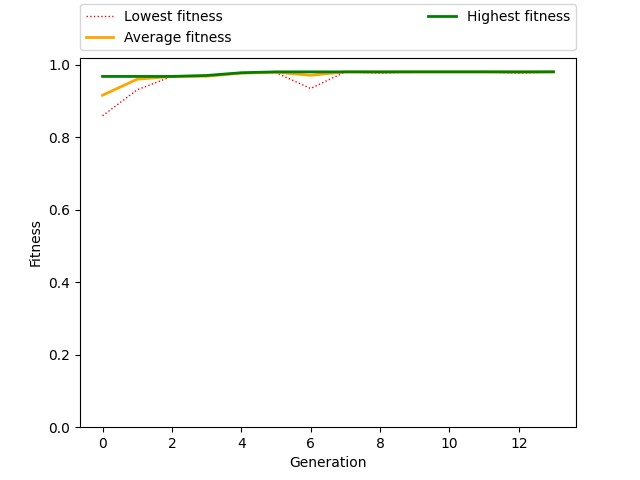 Lowest fitness
Average fitness
Highest fitness
1.0
0.8
0.6
0.4
0.2
0.0
Fitness
0 2 4 6 8 10 12
Generation